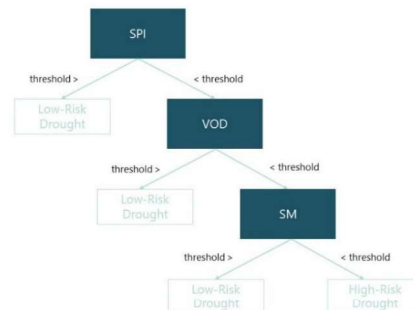 SPI
threshold > < threshold
Low-Risk
Drought
VOD
threshold > < threshold
Low-Risk
Drought
SM
threshold > < threshold
Low-Risk High-Risk
Drought Drought